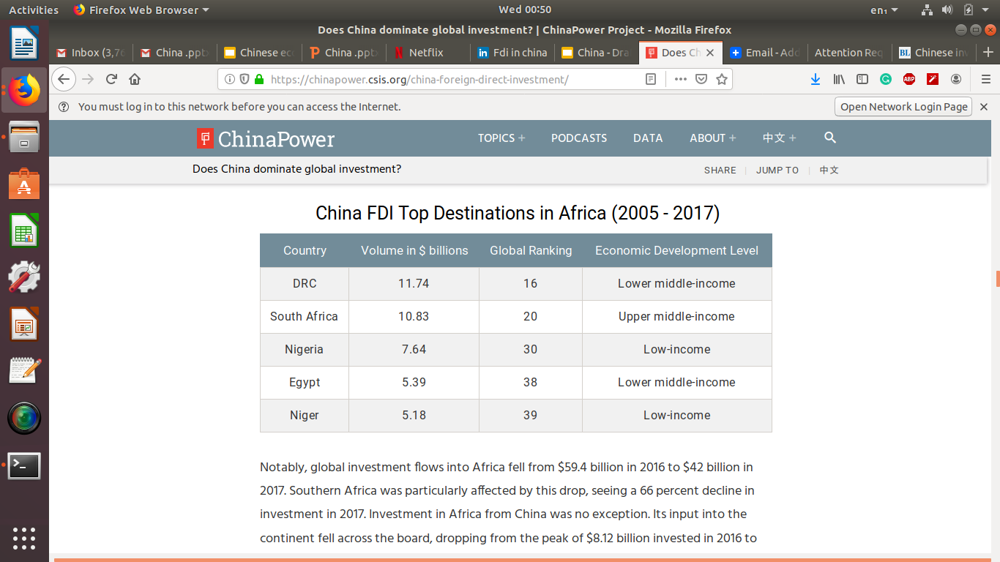 Activities Firefox Web Browser Wed 00:50 en₁
Does China dominate global investment? | ChinaPower Project - Mozilla Firefox
Inbox (3,76 China .pptx Chinese ec China .pptx Netflix Fdi in china China - Dra Does Ch Email - Add Attention Req BL Chinese inv
https://chinapower.csis.org/china-foreign-direct-investment/ ABP
You must log in to this network before you can access the Internet. Open Network Login Page
ChinaPower TOPICS + PODCASTS DATA ABOUT + 中文 +
Does China dominate global investment? SHARE | JUMP TO | 中文
China FDI Top Destinations in Africa (2005 - 2017)
Country Volume in $ billions Global Ranking Economic Development Level
DRC 11.74 16 Lower middle-income
South Africa 10.83 20 Upper middle-income
Nigeria 7.64 30 Low-income
Egypt 5.39 38 Lower middle-income
Niger 5.18 39 Low-income
Notably, global investment flows into Africa fell from $59.4 billion in 2016 to $42 billion in
2017. Southern Africa was particularly affected by this drop, seeing a 66 percent decline in
investment in 2017. Investment in Africa from China was no exception. Its input into the
continent fell across the board, dropping from the peak of $8.12 billion invested in 2016 to